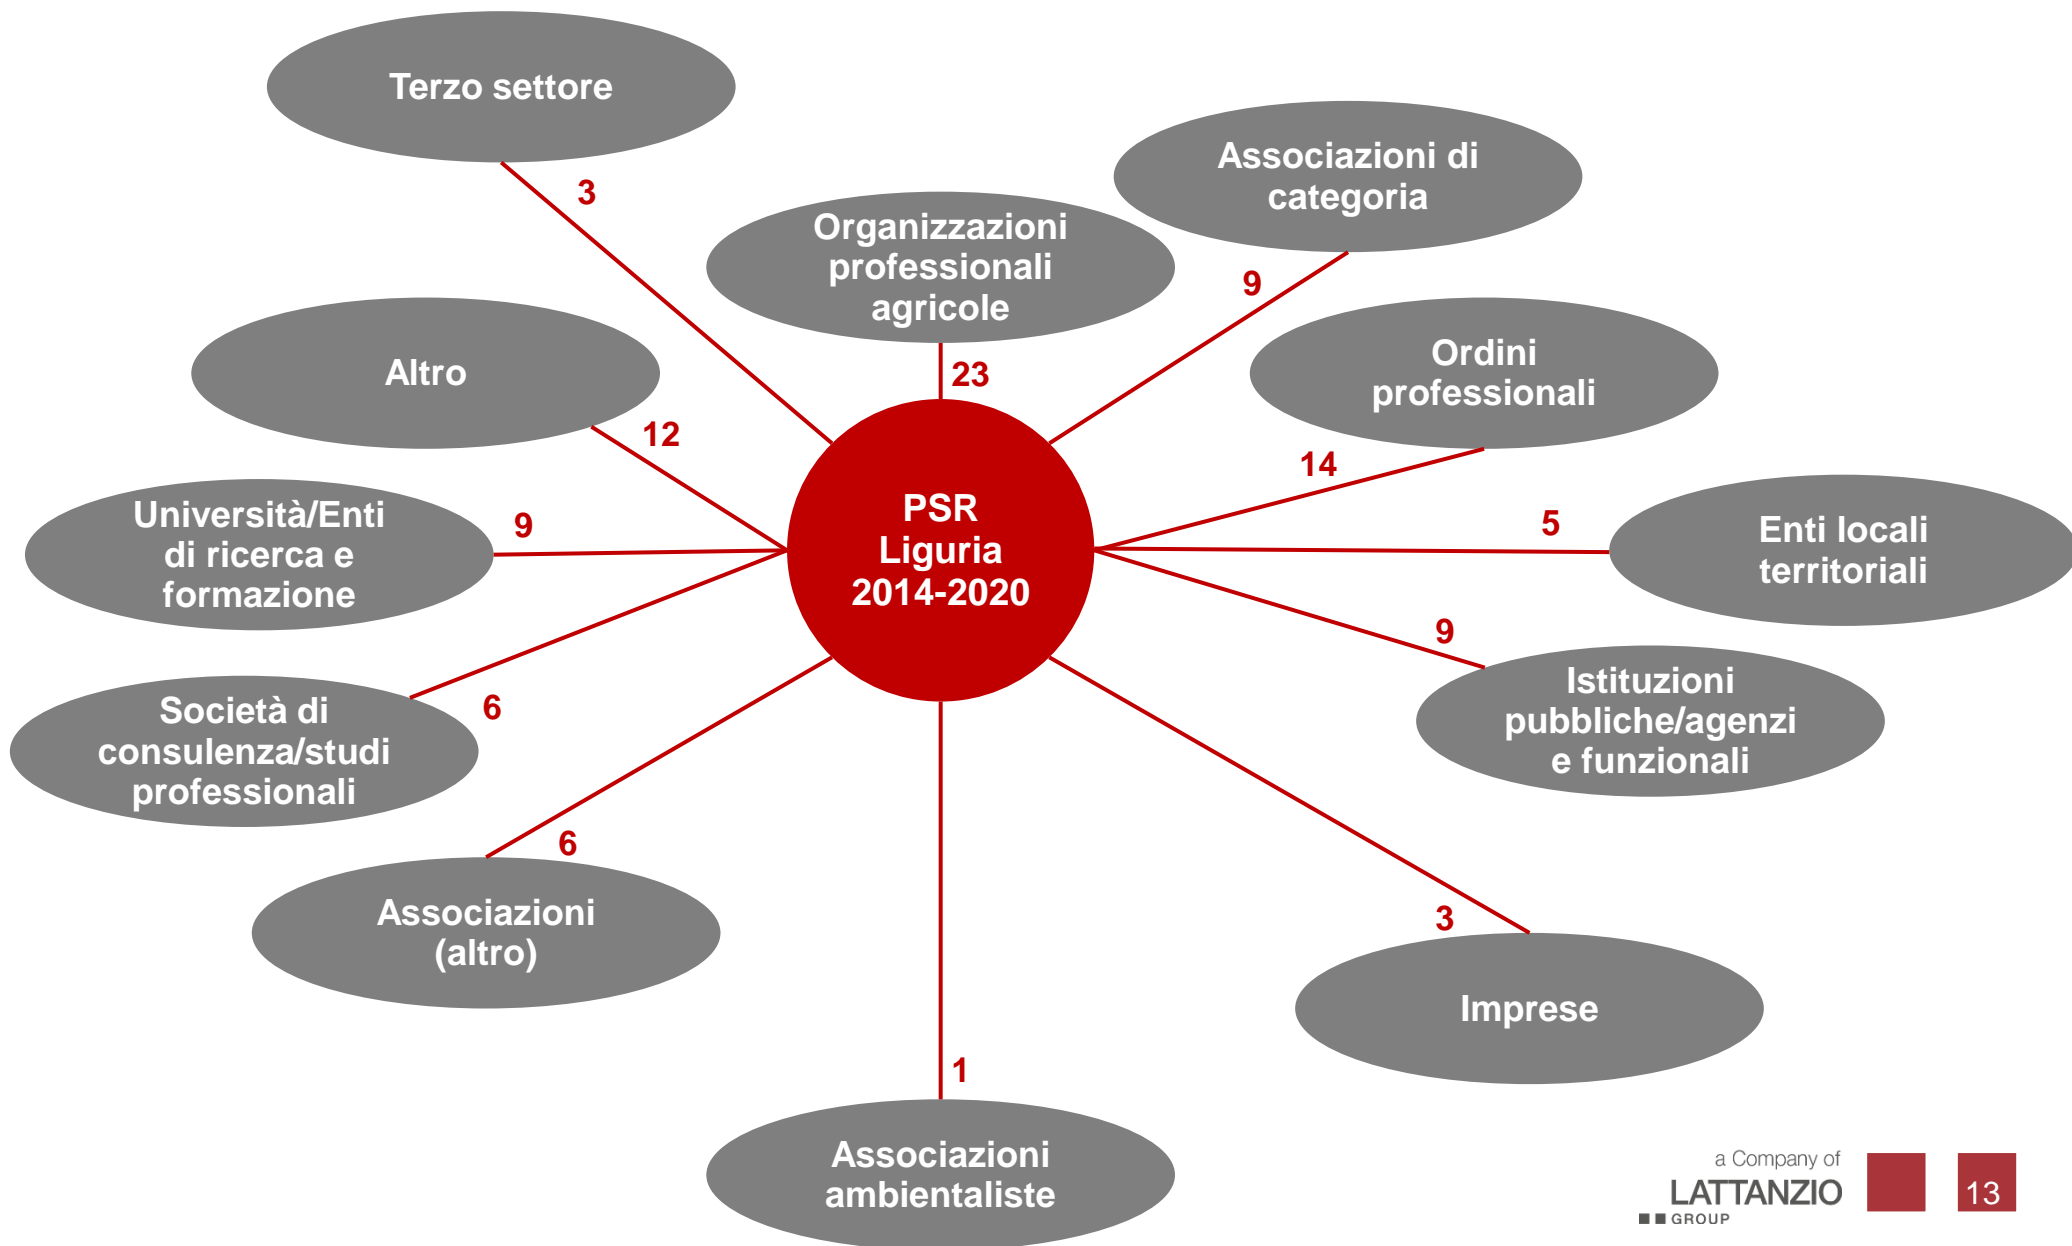 Terzo settore
3
Associazioni di
categoria
9
Organizzazioni
professionali
agricole
23
Altro
12
Ordini
professionali
14
PSR
Liguria
2014-2020
Università/Enti
di ricerca e
formazione
9
5
Enti locali
territoriali
9
Istituzioni
pubbliche/agenzi
e funzionali
Società di
consulenza/studi
professionali
6
6
Associazioni
(altro)
3
Imprese
1
Associazioni
ambientaliste
a Company of
LATTANZIO
GROUP
13